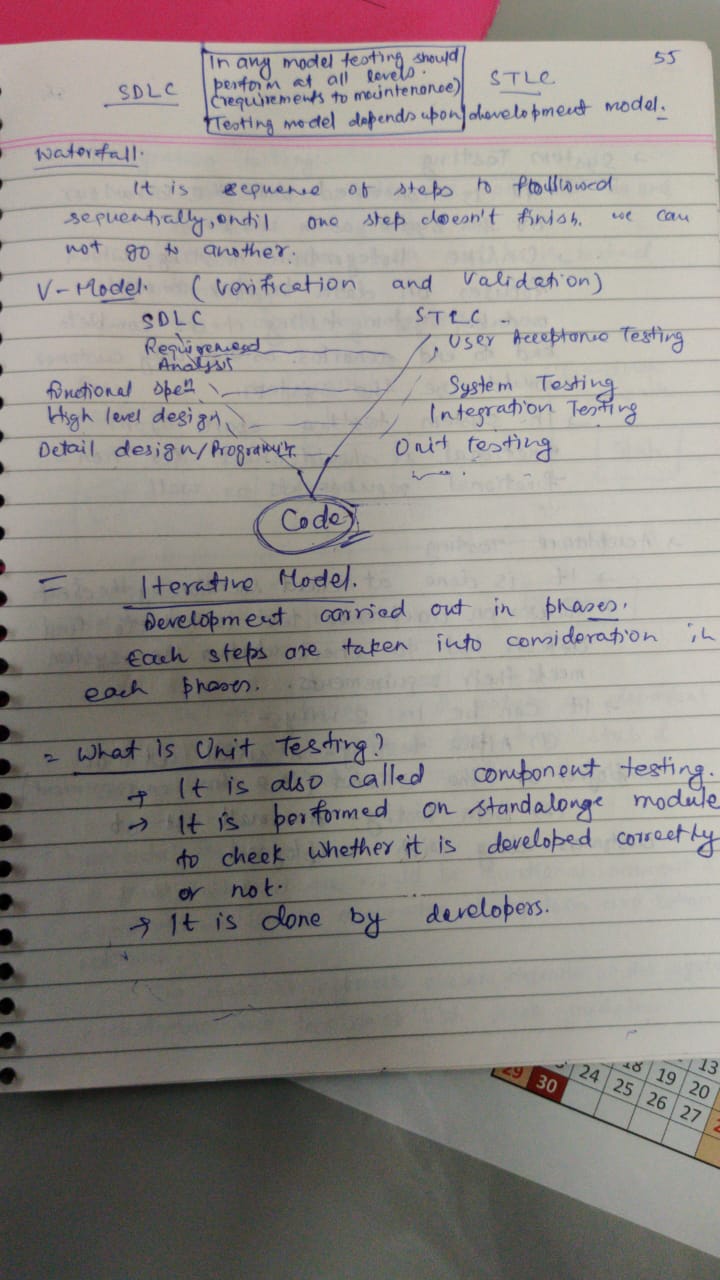 55
In any model testing should
perform at all levels.
(requirements to maintenance)
Testing model depends upon development model.
SDLC
STLC
Waterfall.
It is sequence of steps to follwed
sequentially, until one step doesn't finish. we can
not go to another.
V-Model. (verification and Validation)
SDLC STLC
Requirement User Acceptance Testing
Analysis
functional spec System Testing
High level design Integration Testing
Detail design/ Unit testing
Code
= Iterative Model.
Development carried out in phases.
Each steps are taken into consideration in
each phases.
= What is Unit Testing?
→ It is also called component testing.
→ It is performed on standalonge module
to check whether it is developed correctly
or not.
→ It is done by developers.
13
18 19 20
29 30 24 25 26 27